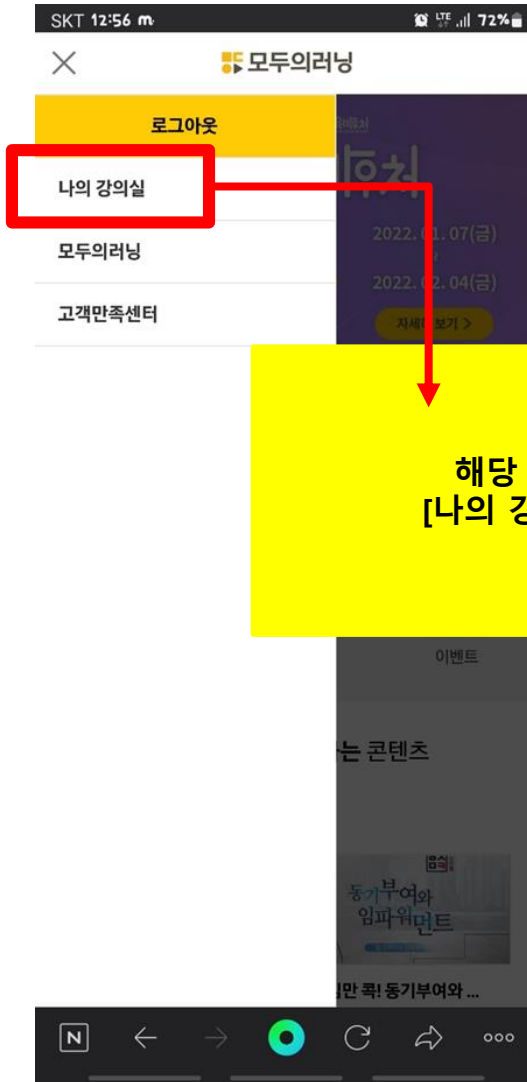 SKT 12:56 m
LTE 72%
모두의러닝
로그아웃
나의 강의실
모두의러닝
고객만족센터
2022. 01. 07(금)
2022. 02. 04(금)
자세히 보기 >
해당
[나의 강
이벤트
는 콘텐츠
동기부여와
임파워먼트
만 콕! 동기부여와 ...
N